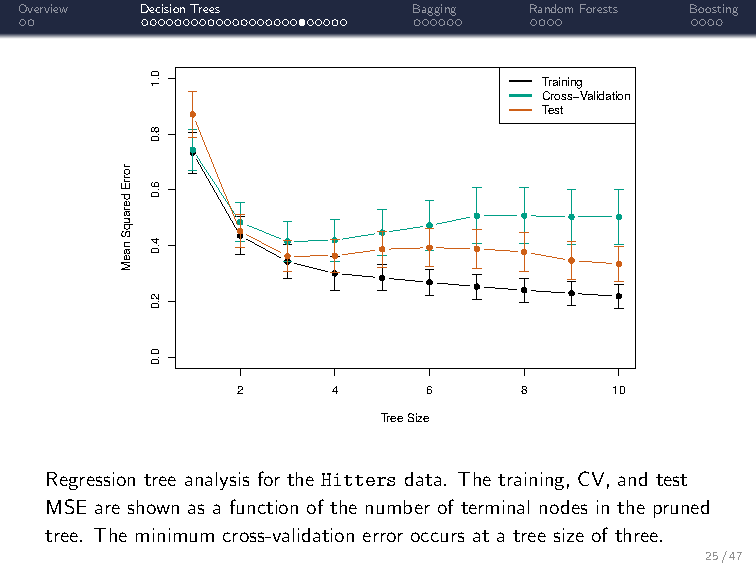 Overview Decision Trees Bagging Random Forests Boosting
Training
Cross−Validation
Test
1.0
0.8
0.6
0.4
0.2
0.0
Mean Squared Error
2 4 6 8 10
Tree Size
Regression tree analysis for the Hitters data. The training, CV, and test
MSE are shown as a function of the number of terminal nodes in the pruned
tree. The minimum cross-validation error occurs at a tree size of three.
25 / 47